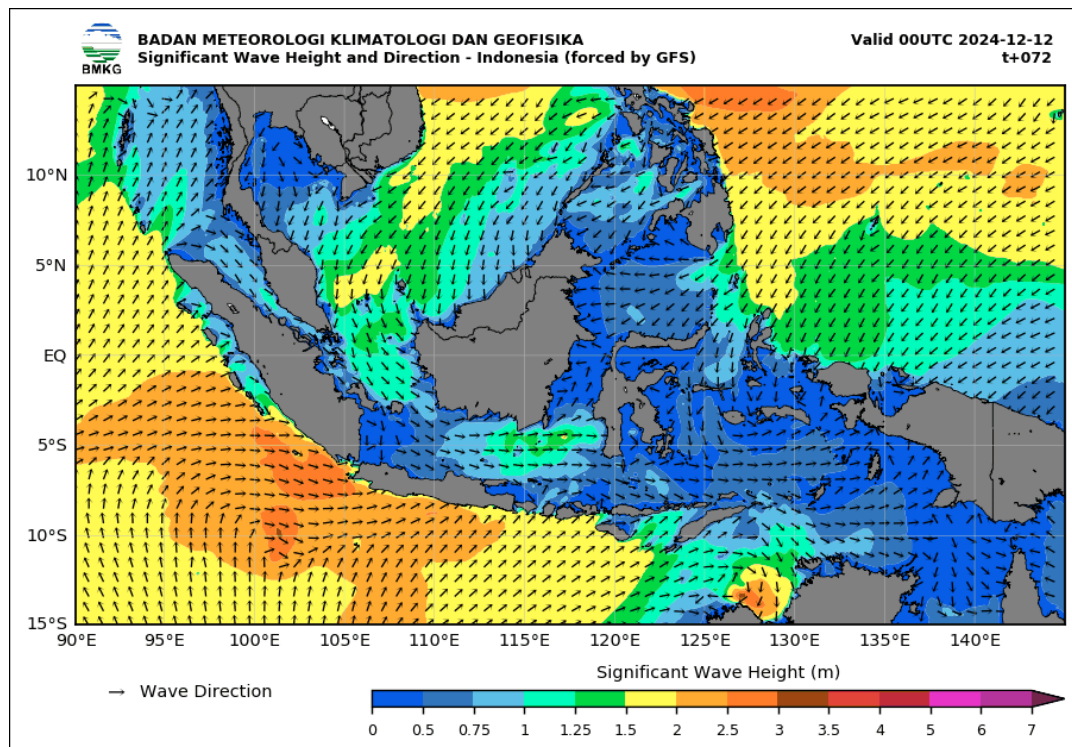 BMKG
BADAN METEOROLOGI KLIMATOLOGI DAN GEOFISIKA
Significant Wave Height and Direction - Indonesia (forced by GFS)
Valid 00UTC 2024-12-12
t+072
10°N
5°N
EQ
5°S
10°S
15°S
90°E 95°E 100°E 105°E 110°E 115°E 120°E 125°E 130°E 135°E 140°E
Significant Wave Height (m)
Wave Direction
0 0.5 0.75 1 1.25 1.5 2 2.5 3 3.5 4 5 6 7